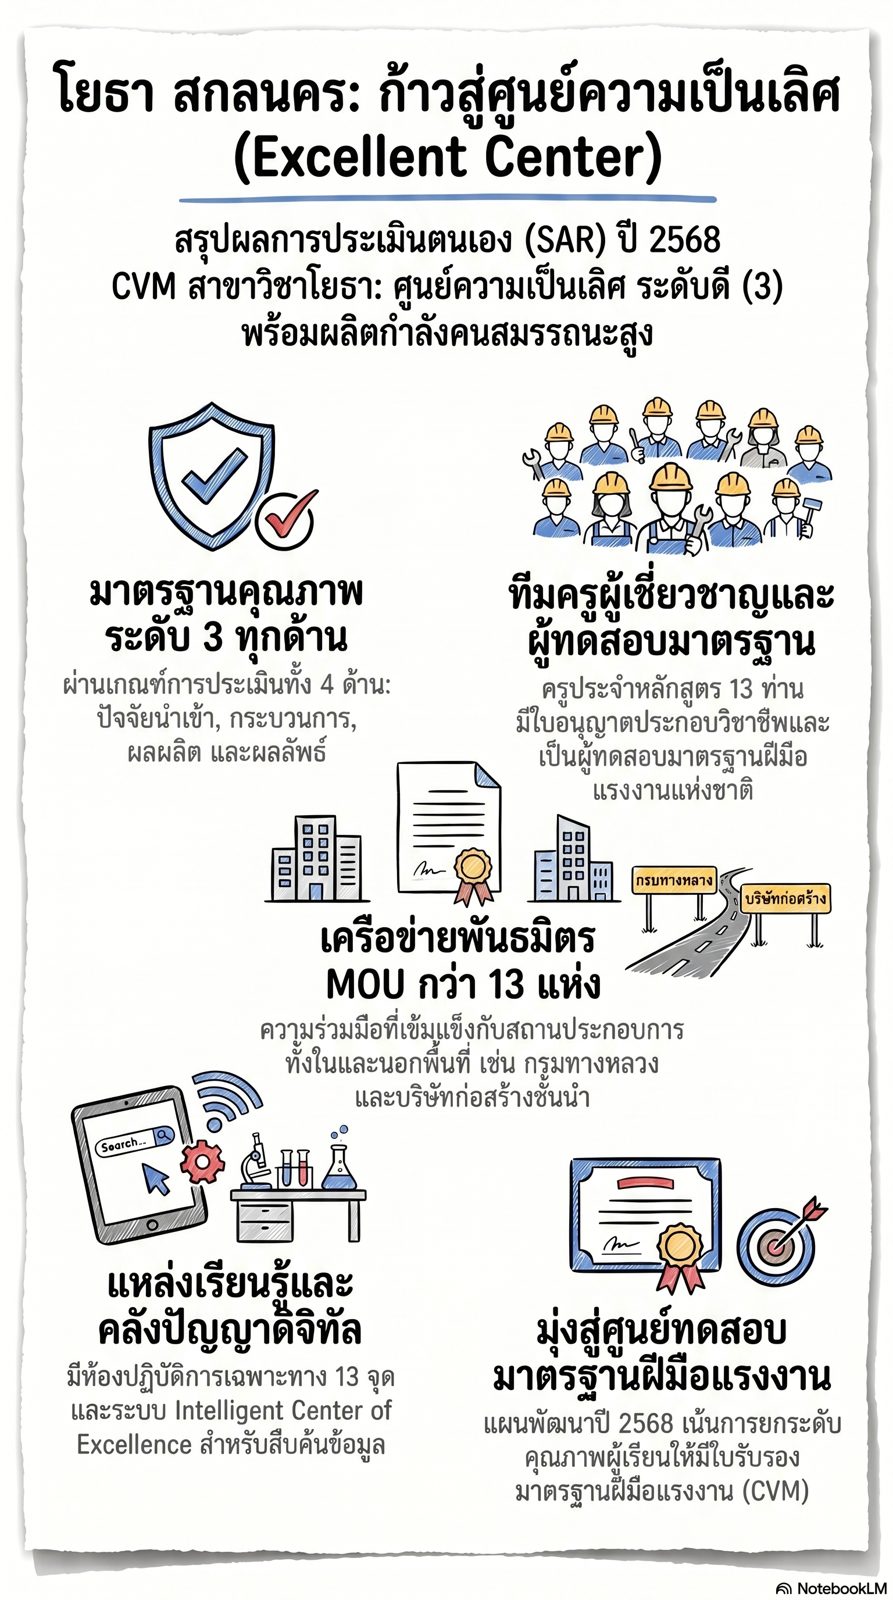 โยธา สกลนคร: ก้าวสู่ศูนย์ความเป็นเลิศ
(Excellent Center)
สรุปผลการประเมินตนเอง (SAR) ปี 2568
CVM สาขาวิชาโยธา: ศูนย์ความเป็นเลิศ ระดับดี (3)
พร้อมผลิตกำลังคนสมรรถนะสูง
มาตรฐานคุณภาพ
ระดับ 3 ทุกด้าน
ผ่านเกณฑ์การประเมินทั้ง 4 ด้าน:
ปัจจัยนำเข้า, กระบวนการ,
ผลผลิต และผลลัพธ์
ทีมครูผู้เชี่ยวชาญและ
ผู้ทดสอบมาตรฐาน
ครูประจำหลักสูตร 13 ท่าน
มีใบอนุญาตประกอบวิชาชีพและ
เป็นผู้ทดสอบมาตรฐานฝีมือ
แรงงานแห่งชาติ
กรบทางหลาง
บริษัทก่อสร้าง
เครือข่ายพันธมิตร
MOU กว่า 13 แห่ง
ความร่วมมือที่เข้มแข็งกับสถานประกอบการ
ทั้งในและนอกพื้นที่ เช่น กรมทางหลวง
และบริษัทก่อสร้างชั้นนำ
Search...
แหล่งเรียนรู้และ
คลังปัญญาดิจิทัล
มีห้องปฏิบัติการเฉพาะทาง 13 จุด
และระบบ Intelligent Center of
Excellence สำหรับสืบค้นข้อมูล
มุ่งสู่ศูนย์ทดสอบ
มาตรฐานฝีมือแรงงาน
แผนพัฒนาปี 2568 เน้นการยกระดับ
คุณภาพผู้เรียนให้มีใบรับรอง
มาตรฐานฝีมือแรงงาน (CVM)
NotebookLM